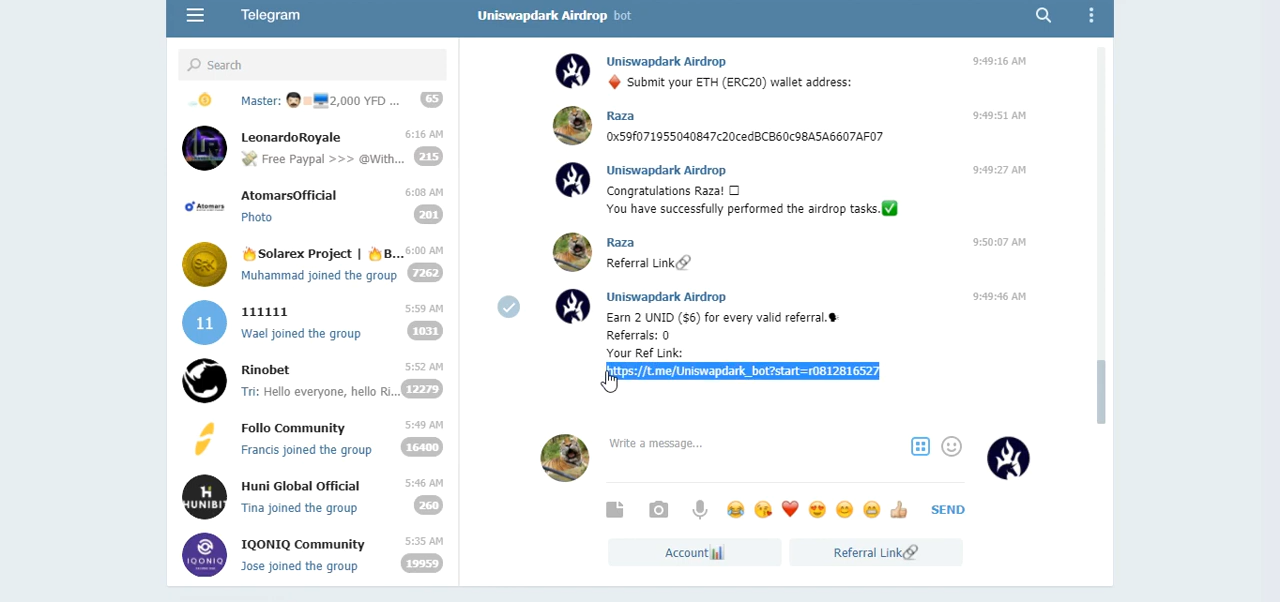 Telegram
Uniswapdark Airdrop bot
Search
Master: 2,000 YFD ...
65
LeonardoRoyale
6:16 AM
Free Paypal >>> @With...
215
AtomarsOfficial
6:08 AM
Atomars
Photo
201
Solarex Project | B...
6:00 AM
Muhammad joined the group
7262
111111
5:59 AM
11
Wael joined the group
1031
Rinobet
5:52 AM
Tri: Hello everyone, hello Ri...
12279
Follo Community
5:49 AM
Francis joined the group
16400
Huni Global Official
5:46 AM
HUNIBIT
Tina joined the group
260
IQONIQ Community
5:35 AM
IQONIQ
Jose joined the group
19959
Uniswapdark Airdrop
9:49:16 AM
Submit your ETH (ERC20) wallet address:
Raza
9:49:51 AM
0x59f071955040847c20cedBCB60c98A5A6607AF07
Uniswapdark Airdrop
9:49:27 AM
Congratulations Raza!
You have successfully performed the airdrop tasks.
Raza
9:50:07 AM
Referral Link
Uniswapdark Airdrop
9:49:46 AM
Earn 2 UNID ($6) for every valid referral.
Referrals: 0
Your Ref Link:
https://t.me/Uniswapdark_bot?start=r0812816527
Write a message...
SEND
Account
Referral Link